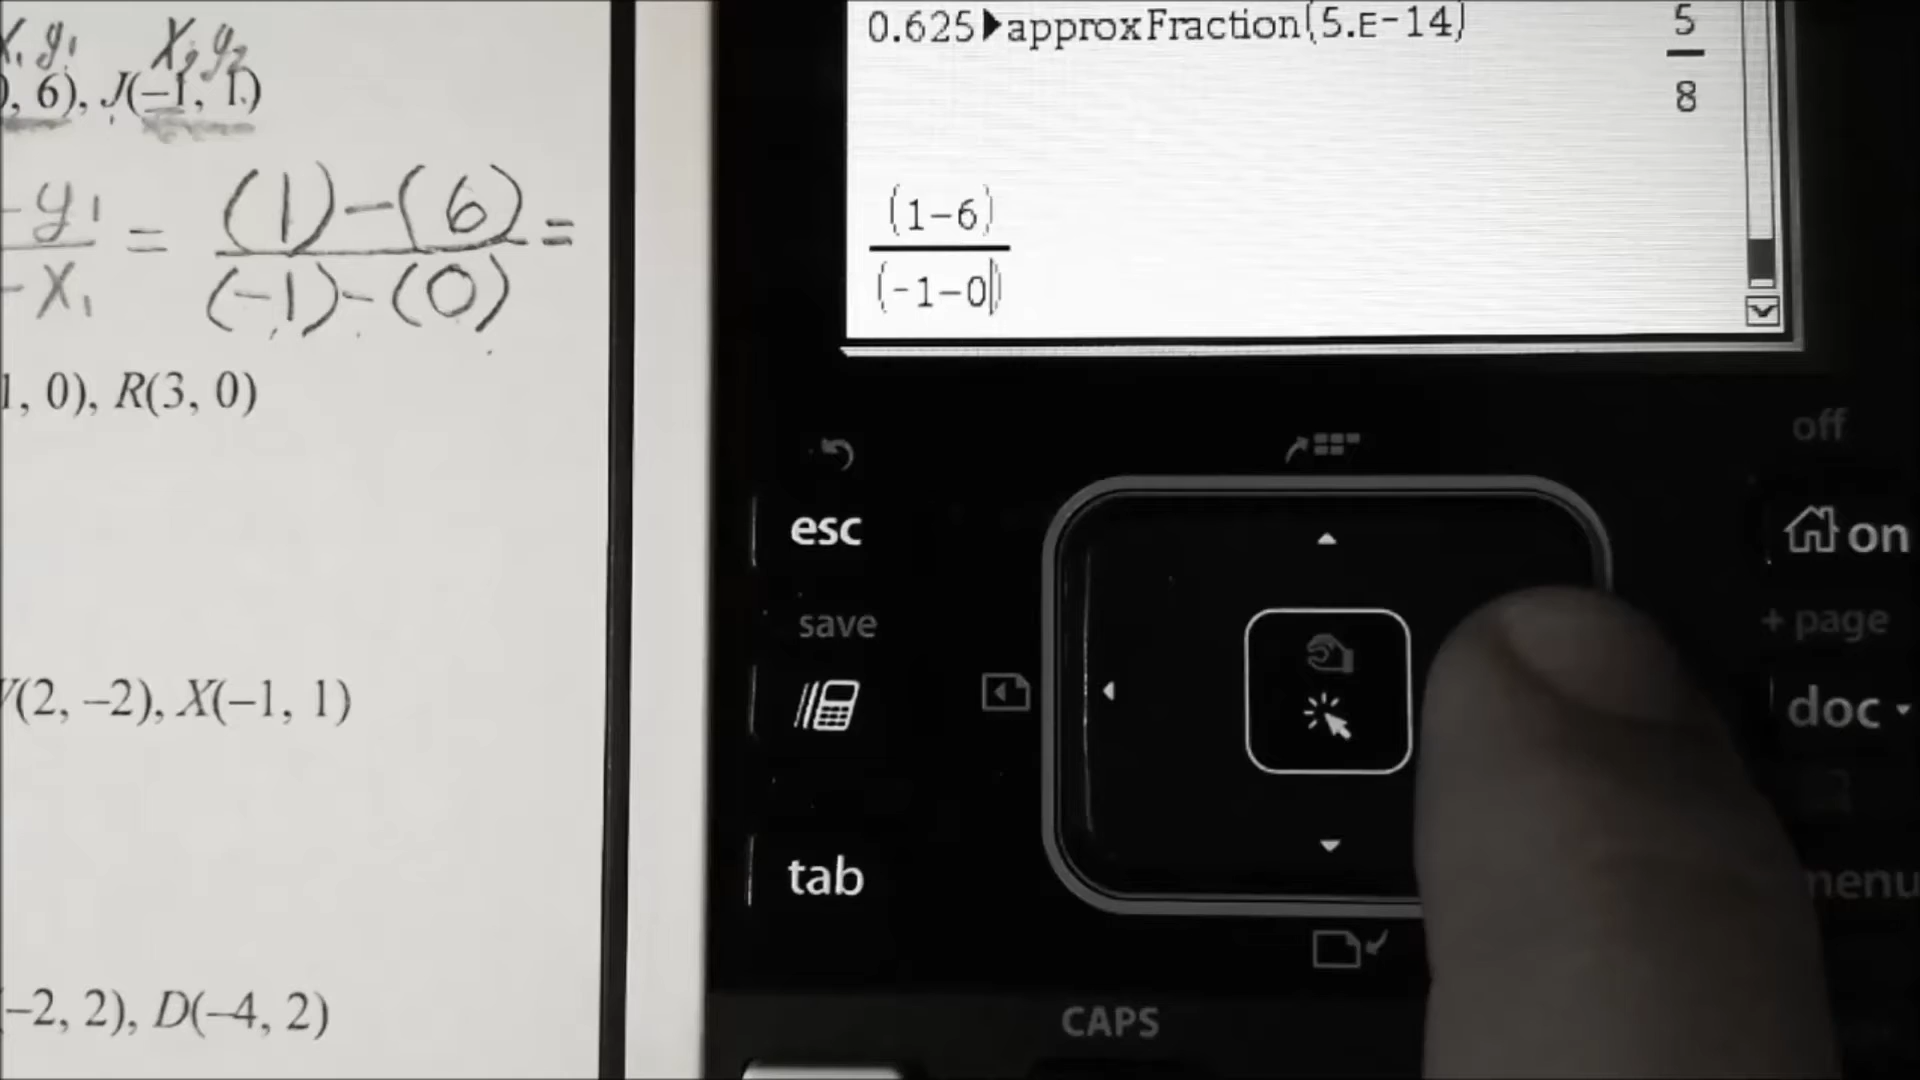 x₁ y₁ x₂ y₂
, 6), J(–1, 1)
-y₁ = (1)-(6) =
-x₁ (-1)-(0)
1, 0), R(3, 0)
(2, –2), X(–1, 1)
–2, 2), D(–4, 2)
0.625▶approxFraction(5.E-14) 5
8
(1-6)
(-1-0)
off
esc
on
save
+ page
doc
tab
menu
CAPS